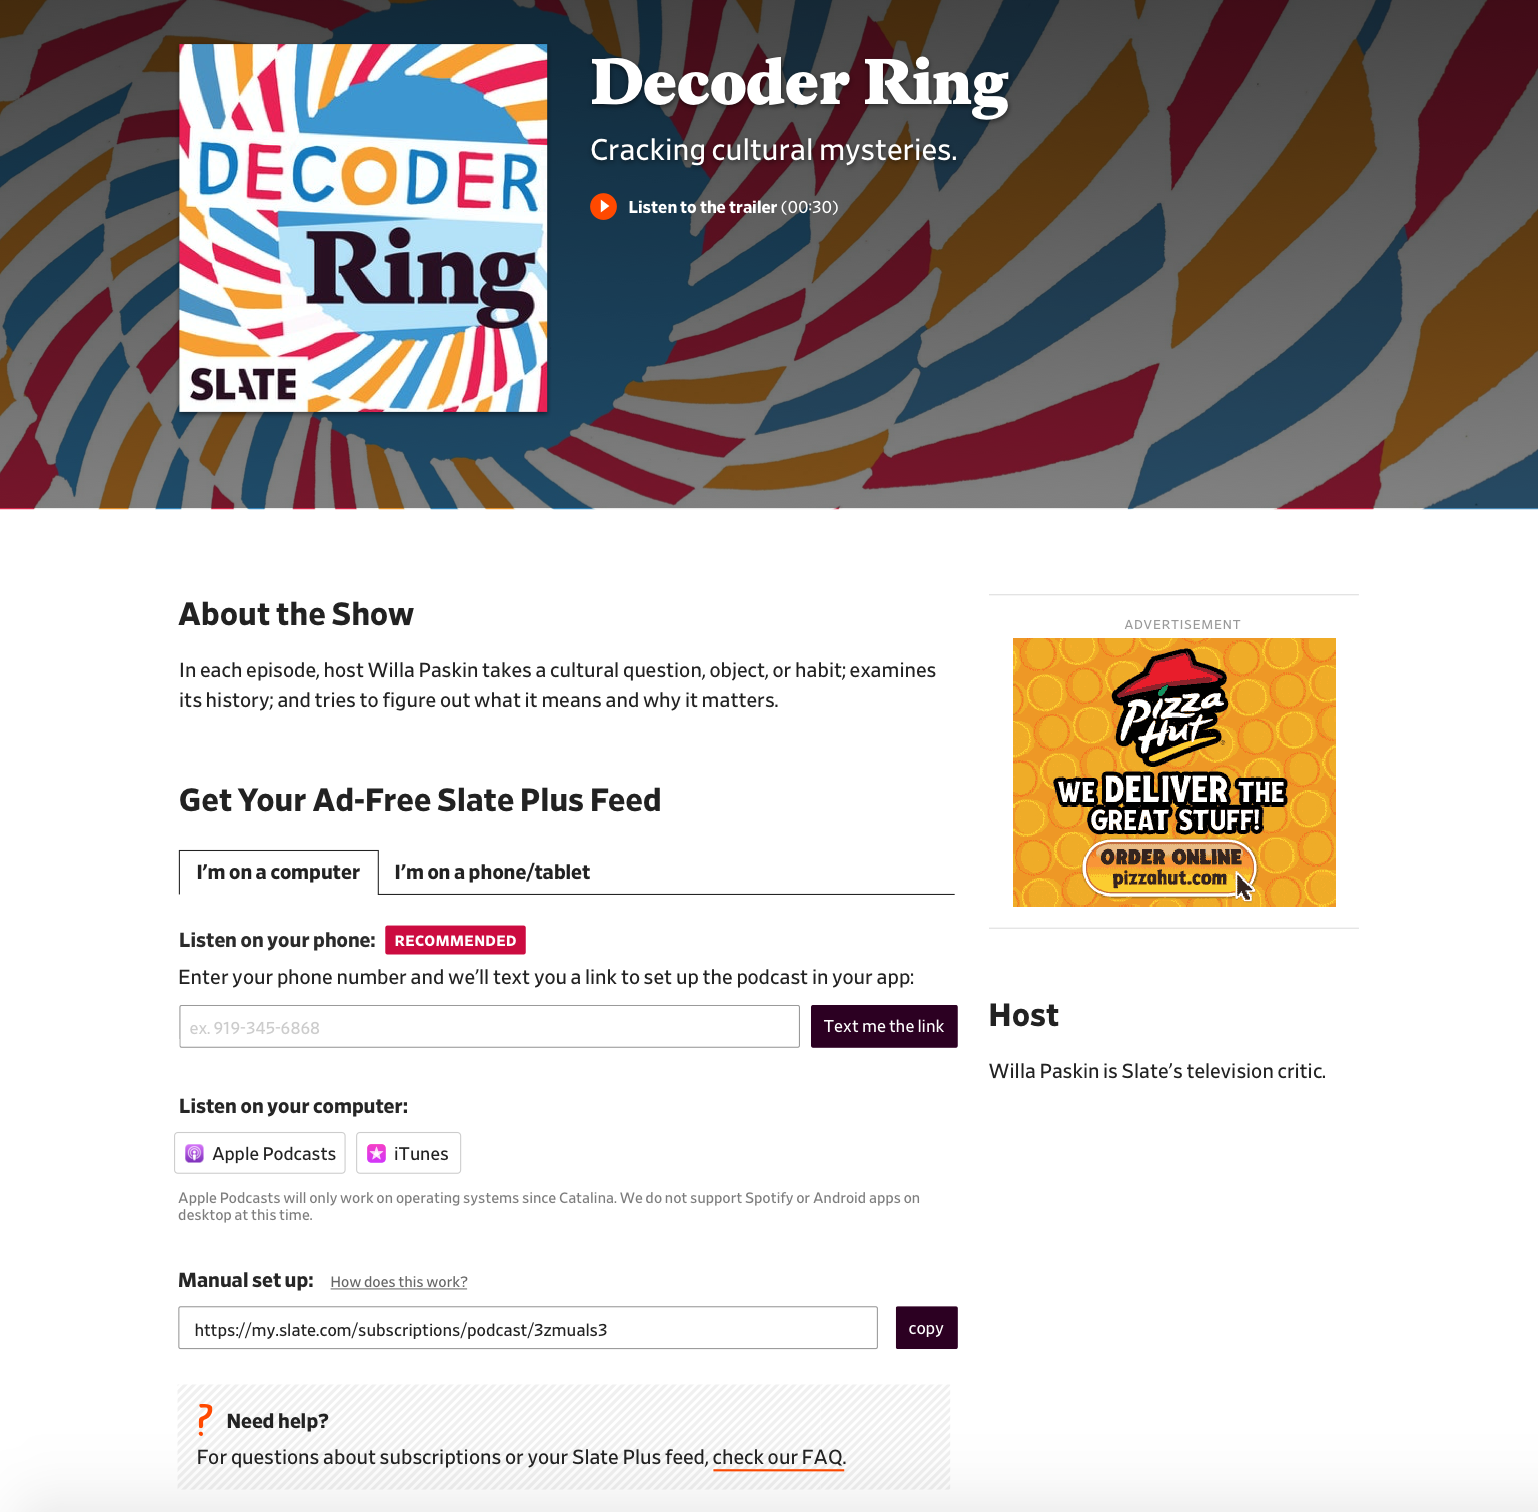 DECODER
Ring
SLATE
Decoder Ring
Cracking cultural mysteries.
Listen to the trailer (00:30)
About the Show
In each episode, host Willa Paskin takes a cultural question, object, or habit; examines
its history; and tries to figure out what it means and why it matters.
Get Your Ad-Free Slate Plus Feed
I'm on a computer
I'm on a phone/tablet
Listen on your phone: RECOMMENDED
Enter your phone number and we'll text you a link to set up the podcast in your app:
ex. 919-345-6868
Text me the link
Listen on your computer:
Apple Podcasts
iTunes
Apple Podcasts will only work on operating systems since Catalina. We do not support Spotify or Android apps on
desktop at this time.
Manual set up: How does this work?
https://my.slate.com/subscriptions/podcast/3zmuals3
copy
? Need help?
For questions about subscriptions or your Slate Plus feed, check our FAQ.
ADVERTISEMENT
Pizza
Hut
WE DELIVER THE
GREAT STUFF!
ORDER ONLINE
pizzahut.com
Host
Willa Paskin is Slate's television critic.